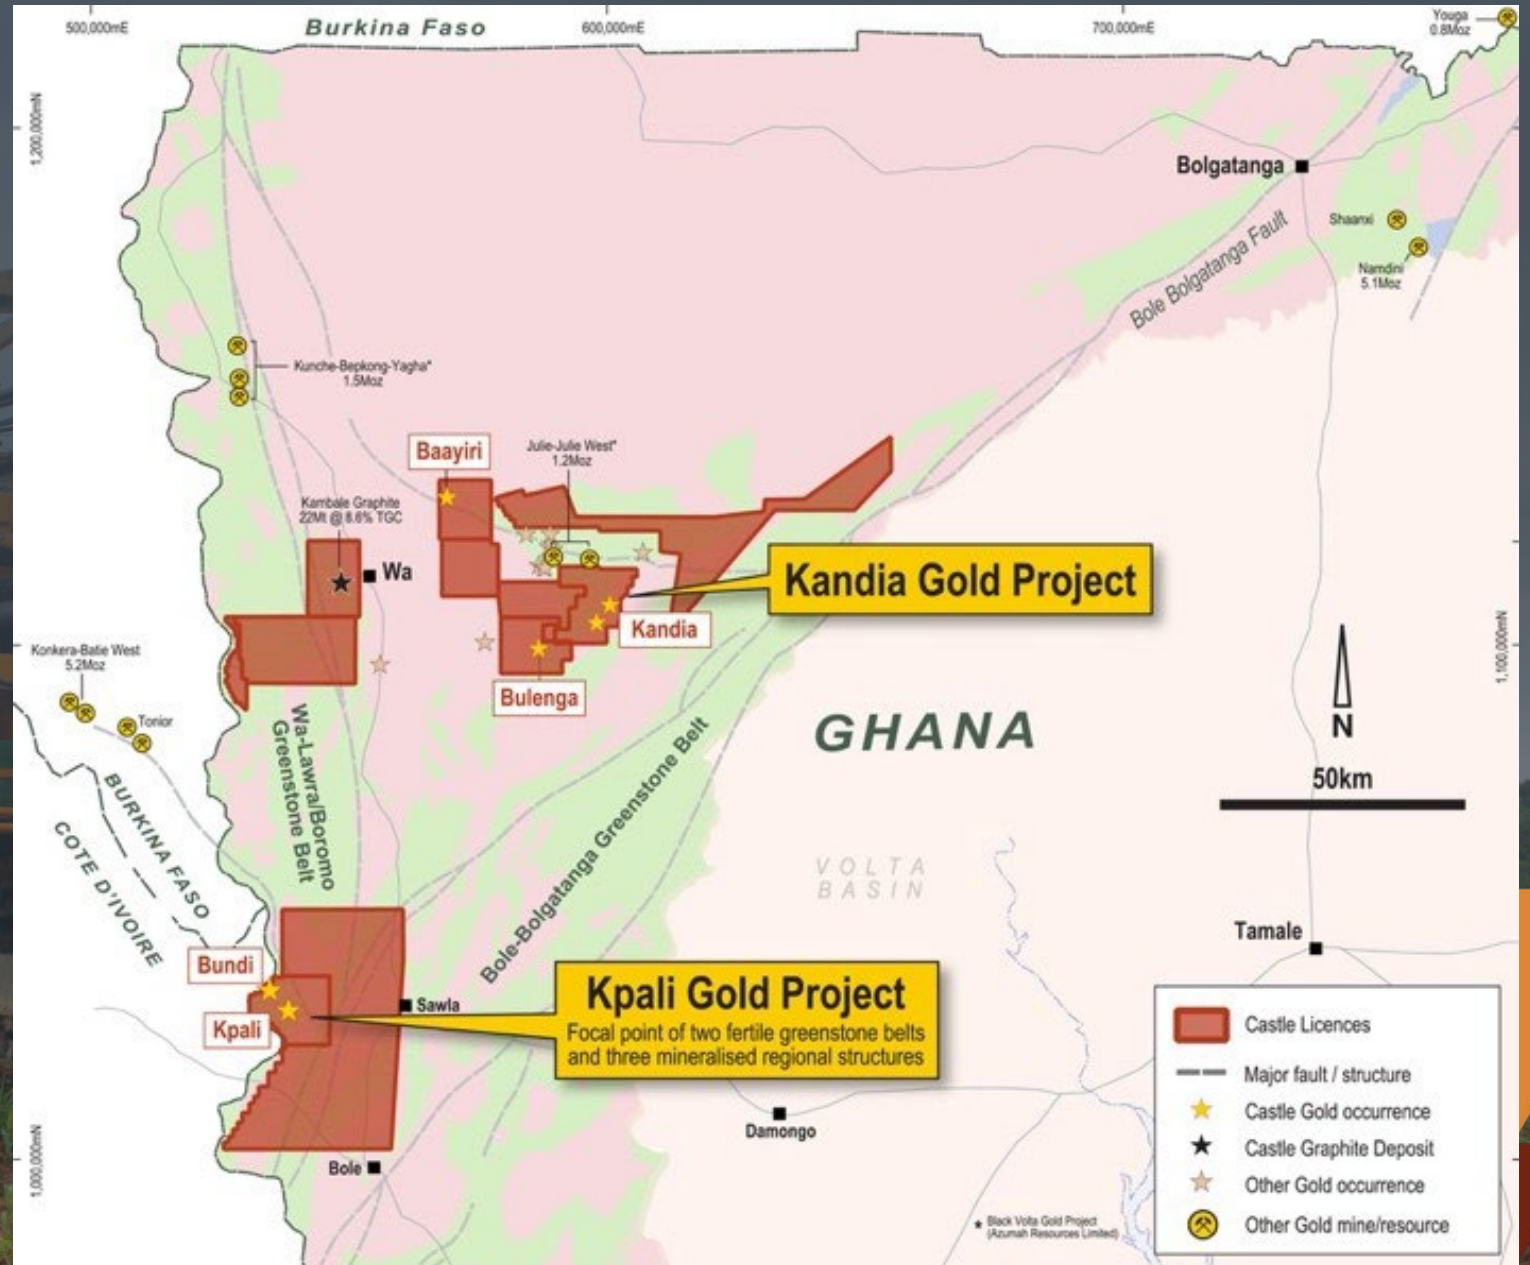 500,000mE
Burkina Faso
600,000mE
700,000mE
Youga
0.8Moz
1,200,000mN
Bolgatanga
Shaanxi
Namdini
5.1Moz
Bole Bolgatanga Fault
Kunche-Bepkong-Yagha*
1.5Moz
Baayiri
Julie-Julie West*
1.2Moz
Kambale Graphite
22Mt @ 8.6% TGC
Wa
Kandia Gold Project
Kandia
Bulenga
Konkera-Batie West
5.2Moz
Tonior
1,100,000mN
N
50km
GHANA
Wa-Lawra/Boromo
Greenstone Belt
Bole-Bolgatanga Greenstone Belt
BURKINA FASO
COTE D'IVOIRE
VOLTA
BASIN
Tamale
Bundi
Kpali
Sawla
Kpali Gold Project
Focal point of two fertile greenstone belts
and three mineralised regional structures
Damongo
Bole
1,000,000mN
* Black Volta Gold Project
(Azumah Resources Limited)
Castle Licences
Major fault / structure
Castle Gold occurrence
Castle Graphite Deposit
Other Gold occurrence
Other Gold mine/resource